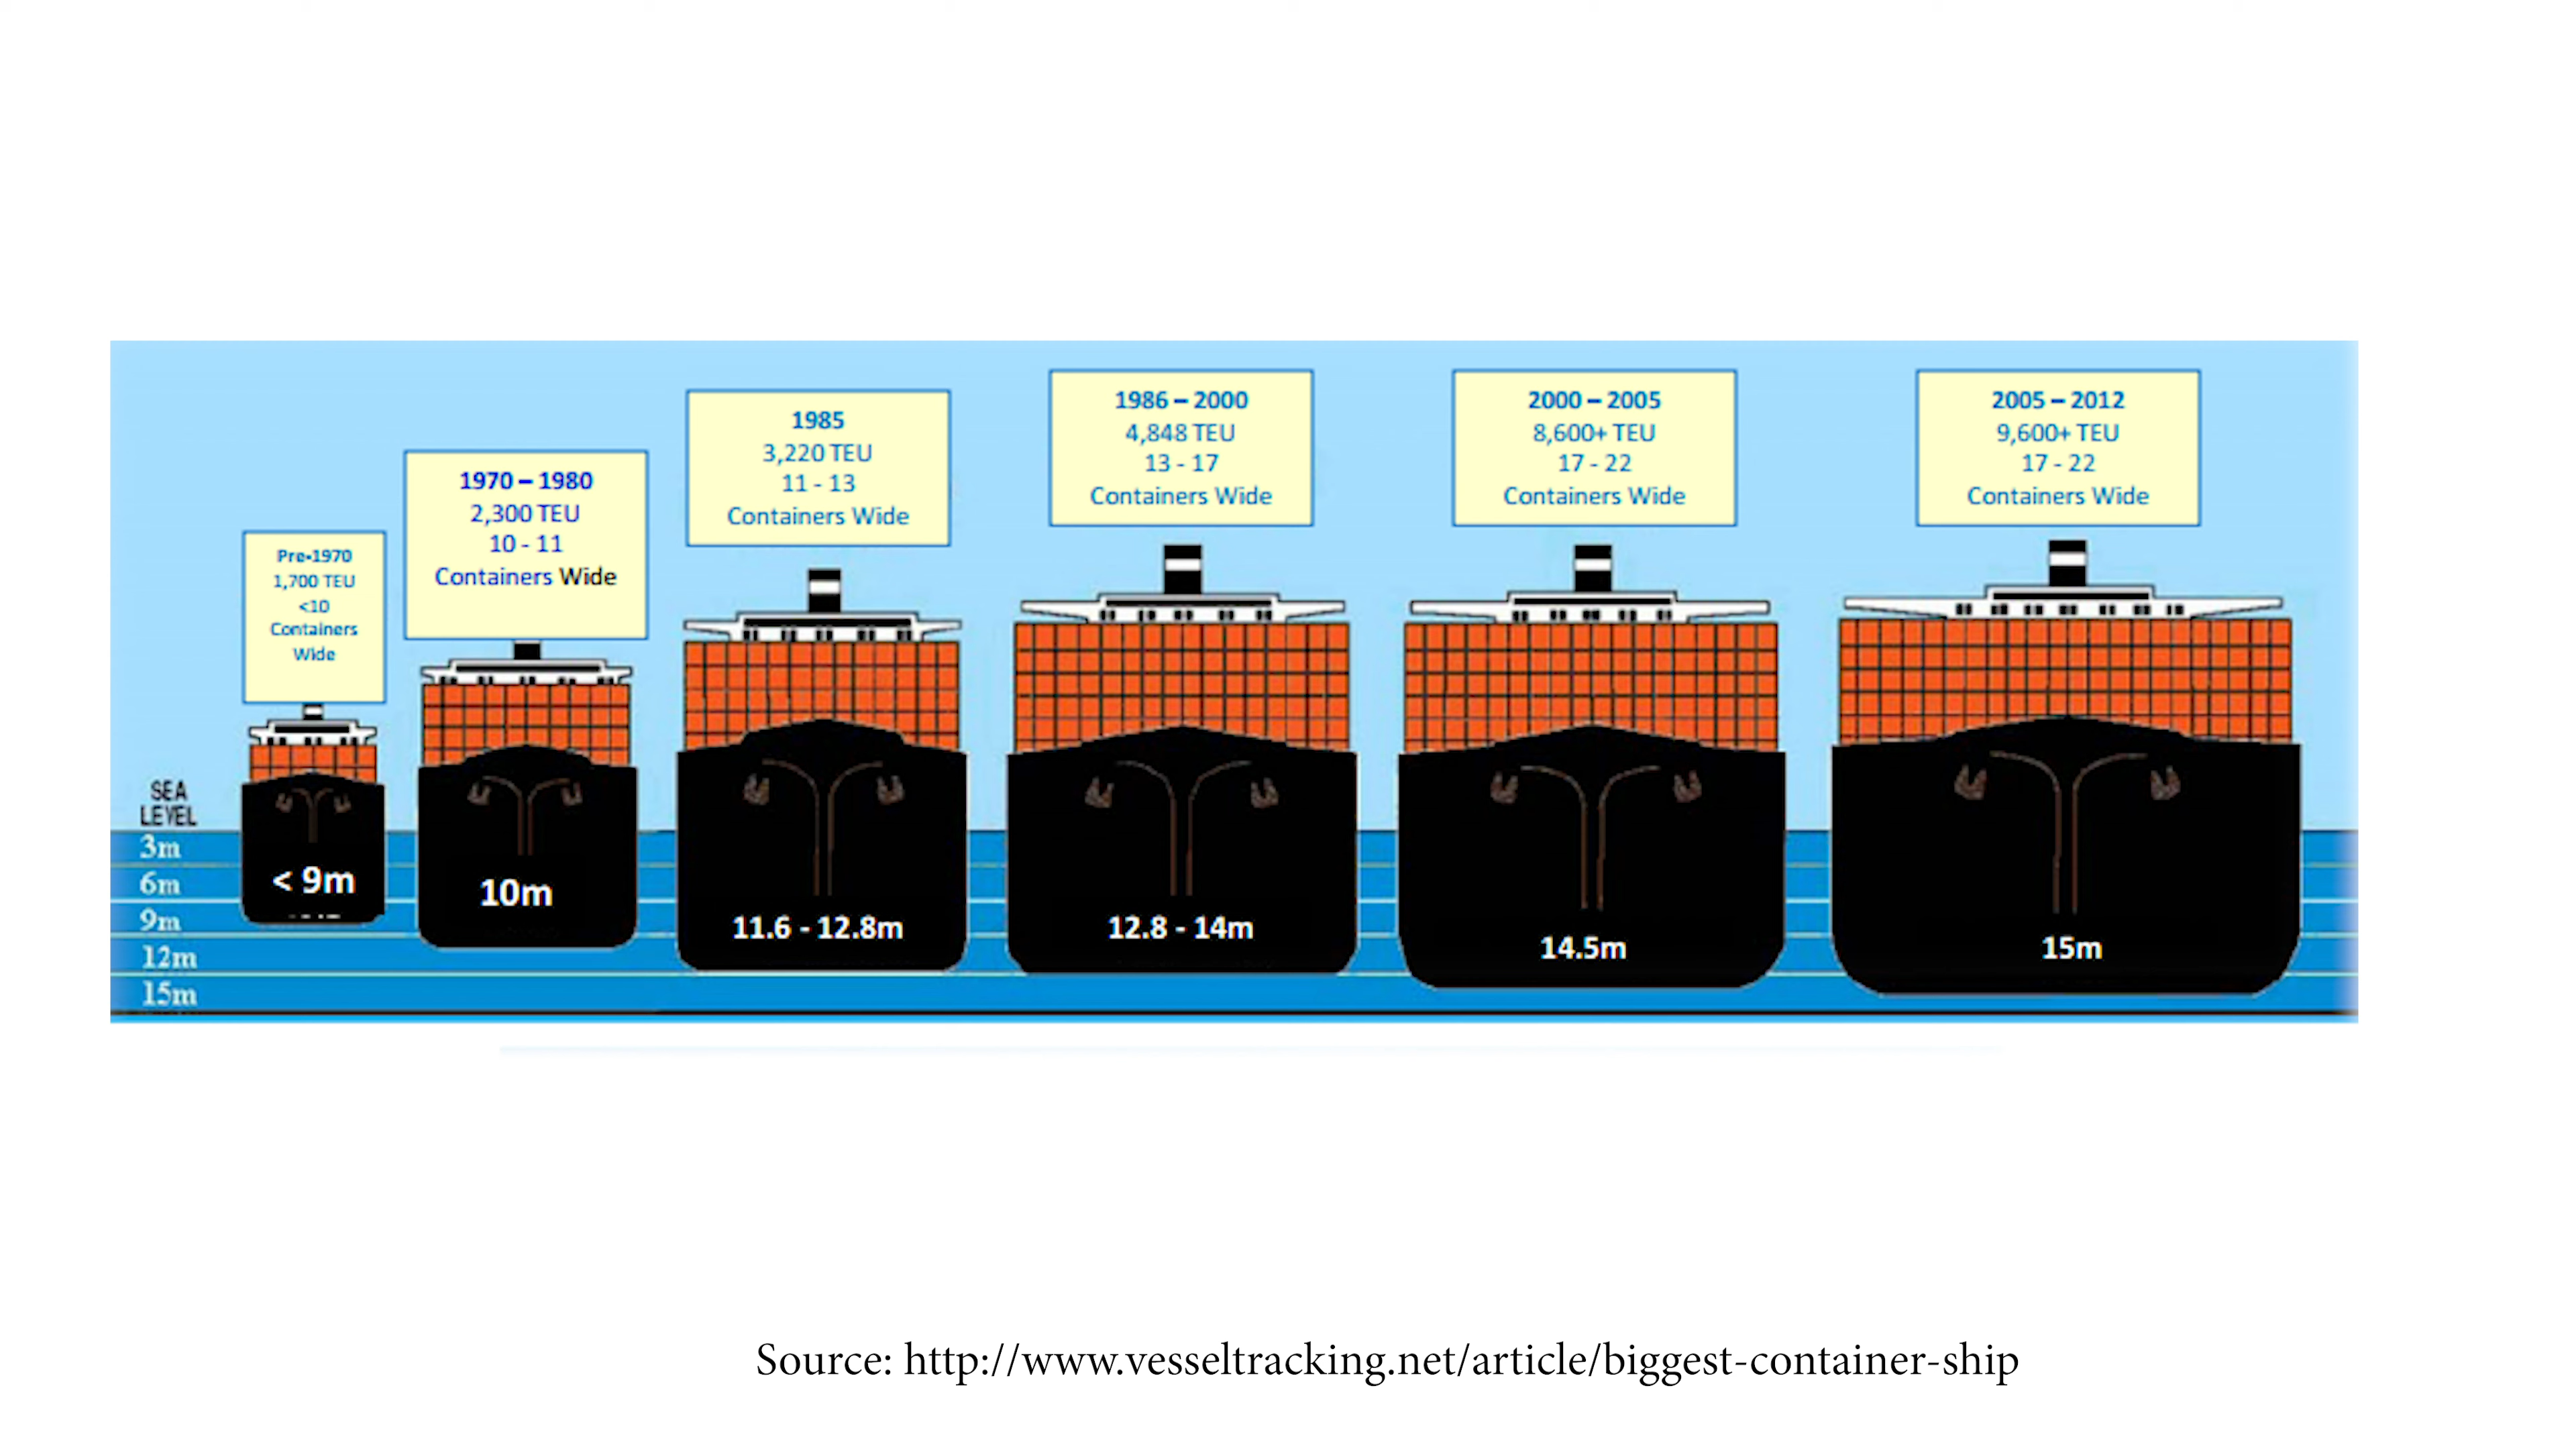 Pre-1970
1,700 TEU
<10
Containers
Wide
1970 – 1980
2,300 TEU
10 - 11
Containers Wide
1985
3,220 TEU
11 - 13
Containers Wide
1986 – 2000
4,848 TEU
13 - 17
Containers Wide
2000 – 2005
8,600+ TEU
17 - 22
Containers Wide
2005 – 2012
9,600+ TEU
17 - 22
Containers Wide
SEA
LEVEL
3m
6m
9m
12m
15m
< 9m
10m
11.6 - 12.8m
12.8 - 14m
14.5m
15m
Source: http://www.vesseltracking.net/article/biggest-container-ship